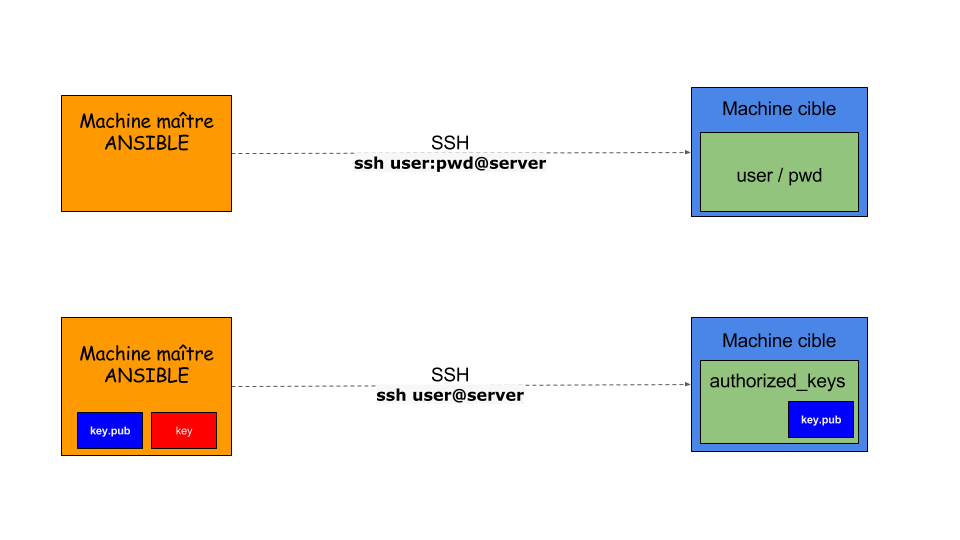 Machine maître
ANSIBLE
SSH
ssh user:pwd@server
Machine cible
user / pwd
Machine maître
ANSIBLE
key.pub
key
SSH
ssh user@server
Machine cible
authorized_keys
key.pub